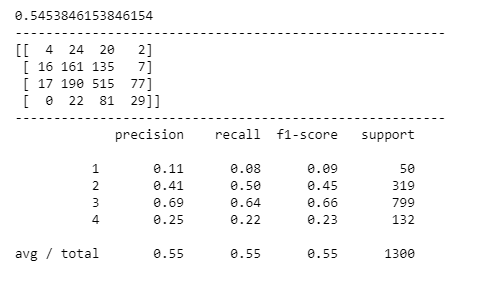 0.5453846153846154
--------------------------------------------------------
[[  4  24  20   2]
 [ 16 161 135   7]
 [ 17 190 515  77]
 [  0  22  81  29]]
--------------------------------------------------------
             precision    recall  f1-score   support
          1       0.11      0.08      0.09        50
          2       0.41      0.50      0.45       319
          3       0.69      0.64      0.66       799
          4       0.25      0.22      0.23       132
avg / total       0.55      0.55      0.55      1300